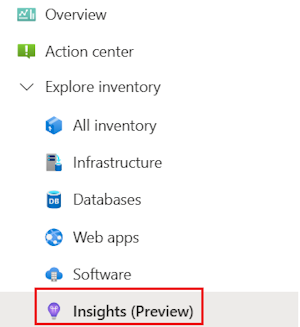 Overview
Action center
Explore inventory
All inventory
Infrastructure
DB Databases
Web apps
Software
Insights (Preview)